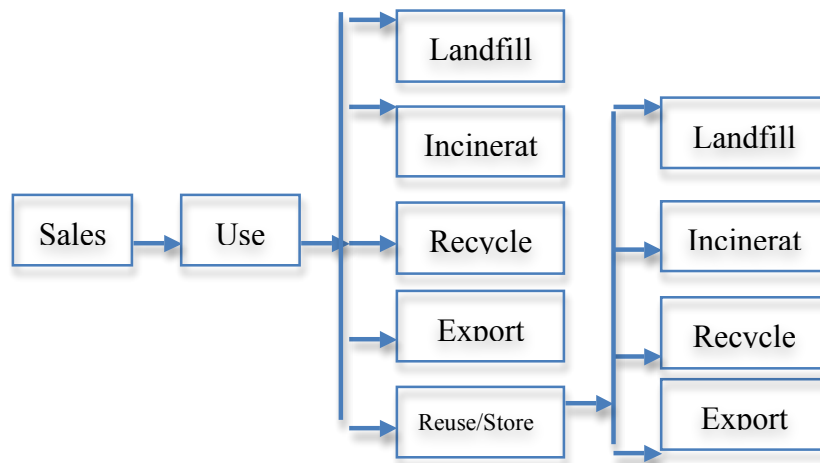 Landfill
Incinerat
Sales
Use
Recycle
Export
Reuse/Store
Landfill
Incinerat
Recycle
Export